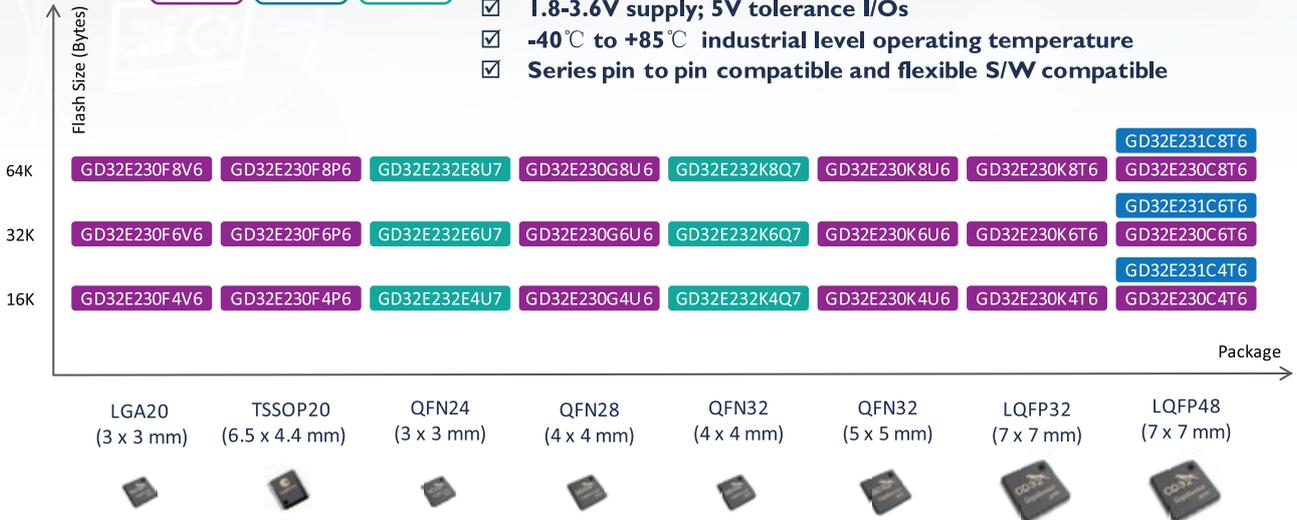 1.8-3.6V supply; 5V tolerance I/Os
-40℃ to +85℃ industrial level operating temperature
Series pin to pin compatible and flexible S/W compatible
Flash Size (Bytes)
GD32E231C8T6
64K GD32E230F8V6 GD32E230F8P6 GD32E232E8U7 GD32E230G8U6 GD32E232K8Q7 GD32E230K8U6 GD32E230K8T6 GD32E230C8T6
GD32E231C6T6
32K GD32E230F6V6 GD32E230F6P6 GD32E232E6U7 GD32E230G6U6 GD32E232K6Q7 GD32E230K6U6 GD32E230K6T6 GD32E230C6T6
GD32E231C4T6
16K GD32E230F4V6 GD32E230F4P6 GD32E232E4U7 GD32E230G4U6 GD32E232K4Q7 GD32E230K4U6 GD32E230K4T6 GD32E230C4T6
Package
LGA20 TSSOP20 QFN24 QFN28 QFN32 QFN32 LQFP32 LQFP48
(3 x 3 mm) (6.5 x 4.4 mm) (3 x 3 mm) (4 x 4 mm) (4 x 4 mm) (5 x 5 mm) (7 x 7 mm) (7 x 7 mm)